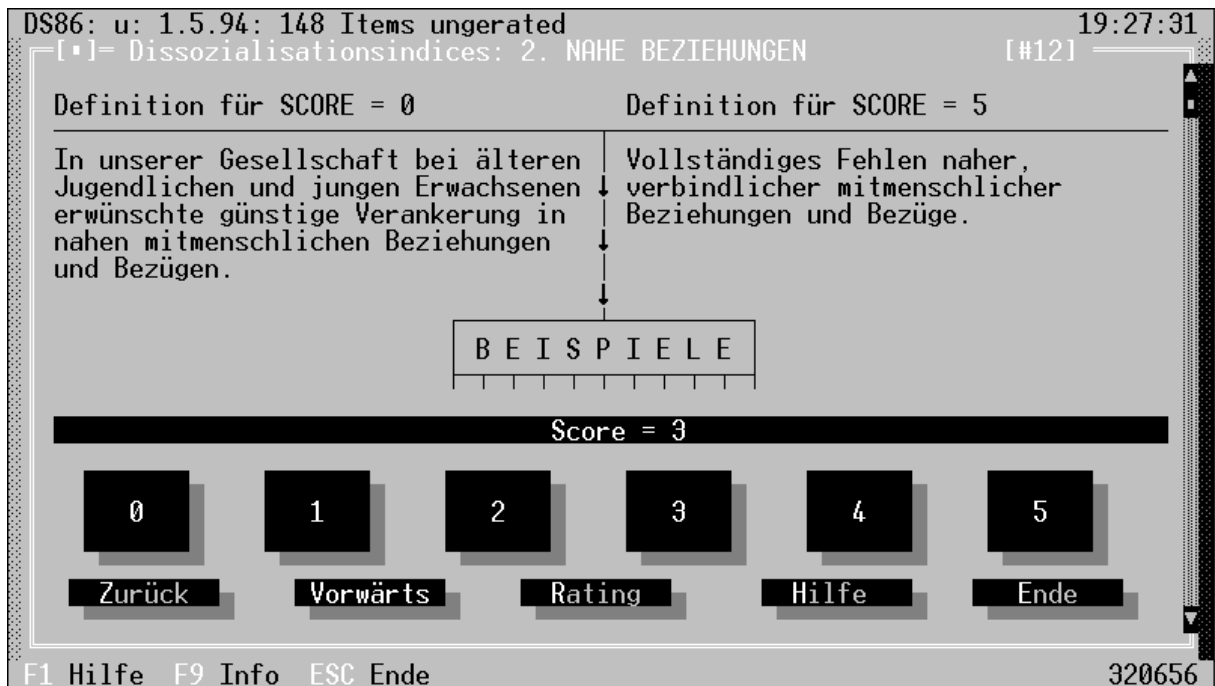 DS86: u: 1.5.94: 148 Items ungerated 19:27:31
[▪]= Dissozialisationsindices: 2. NAHE BEZIEHUNGEN [#12]
Definition für SCORE = 0
In unserer Gesellschaft bei älteren
Jugendlichen und jungen Erwachsenen
erwünschte günstige Verankerung in
nahen mitmenschlichen Beziehungen
und Bezügen.
Definition für SCORE = 5
Vollständiges Fehlen naher,
verbindlicher mitmenschlicher
Beziehungen und Bezüge.
B E I S P I E L E
Score = 3
0 1 2 3 4 5
Zurück Vorwärts Rating Hilfe Ende
F1 Hilfe F9 Info ESC Ende 320656